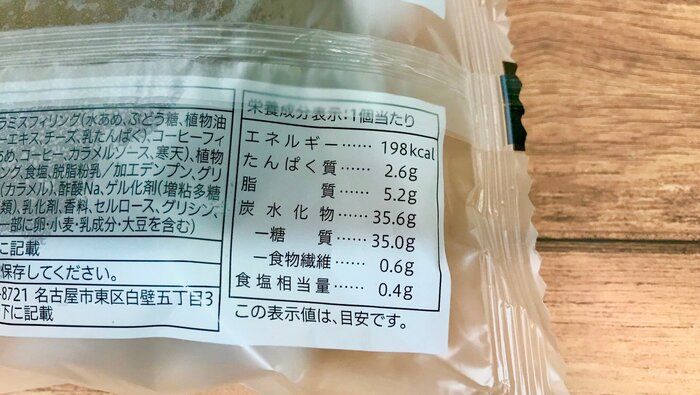 ラミスフィリング(水あめ、ぶどう糖、植物油
ーエキス、チーズ、乳たんぱく)、コーヒーフィ
め、コーヒー、カラメルソース、寒天)、植物
ング、食塩、脱脂粉乳/加工デンプン、グリ
(カラメル)、酢酸Na、ゲル化剤(増粘多糖
類)、乳化剤、香料、セルロース、グリシン、
一部に卵・小麦・乳成分・大豆を含む)
に記載
保存してください。
-8721 名古屋市東区白壁五丁目3
下に記載
栄養成分表示:1個当たり
エネルギー……198kcal
たんぱく質……2.6g
脂質……5.2g
炭水化物……35.6g
―糖質……35.0g
―食物繊維……0.6g
食塩相当量……0.4g
この表示値は、目安です。